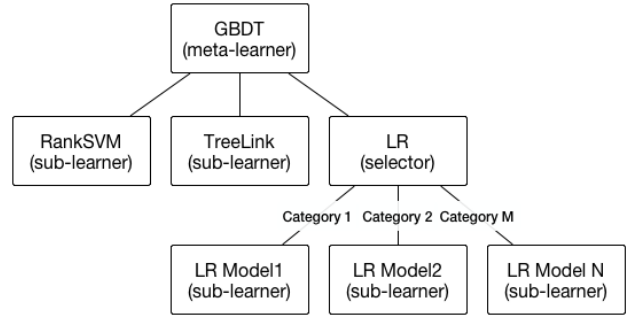 GBDT
(meta-learner)
RankSVM
(sub-learner)
TreeLink
(sub-learner)
LR
(selector)
Category 1
Category 2
Category M
LR Model1
(sub-learner)
LR Model2
(sub-learner)
LR Model N
(sub-learner)